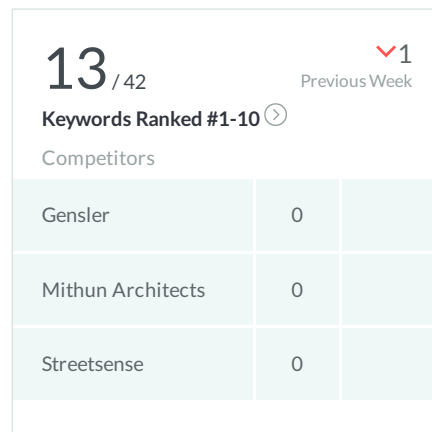 13 / 42
1
Previous Week
Keywords Ranked #1-10
Competitors
Gensler 0
Mithun Architects 0
Streetsense 0